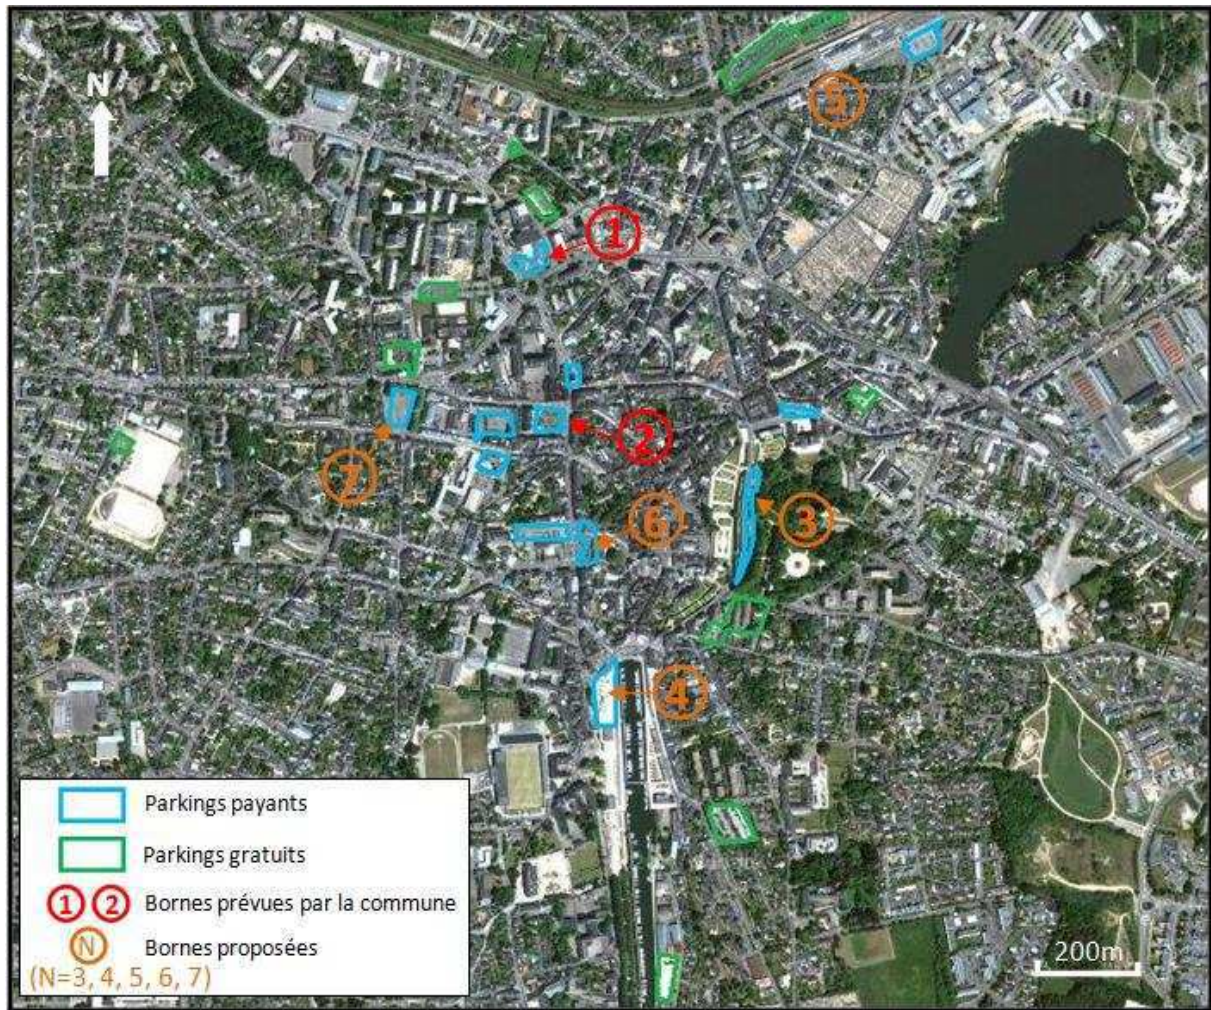 N
5
1
2
7
6
3
4
Parkings payants
Parkings gratuits
1 2 Bornes prévues par la commune
N Bornes proposées
(N=3, 4, 5, 6, 7)
200m